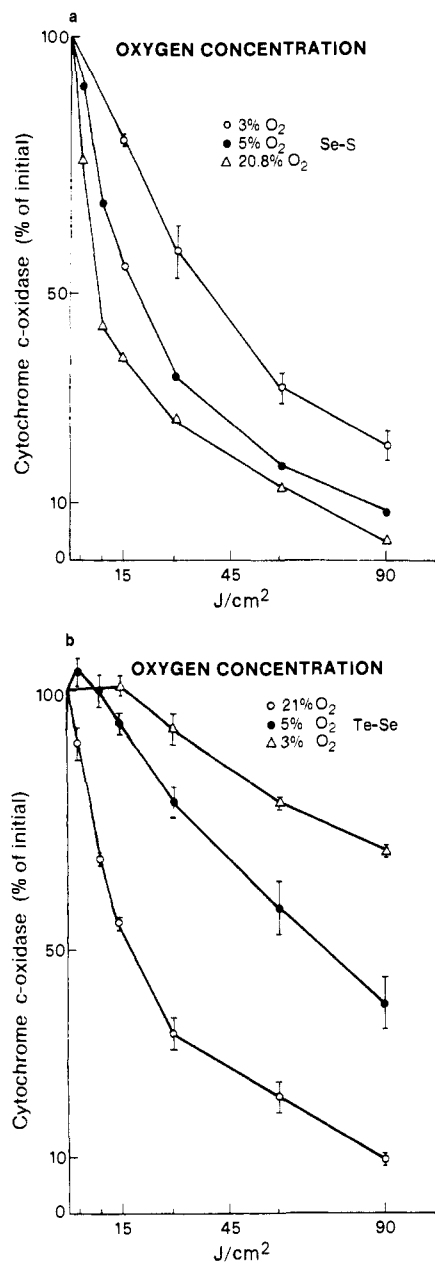 a
100
OXYGEN CONCENTRATION
3% O2
5% O2 Se-S
20.8% O2
50
10
0
15 45 90
J/cm2
Cytochrome c-oxidase (% of initial)
b
OXYGEN CONCENTRATION
100
21% O2
5% O2 Te-Se
3% O2
50
10
0
15 45 90
J/cm2
Cytochrome c-oxidase (% of initial)